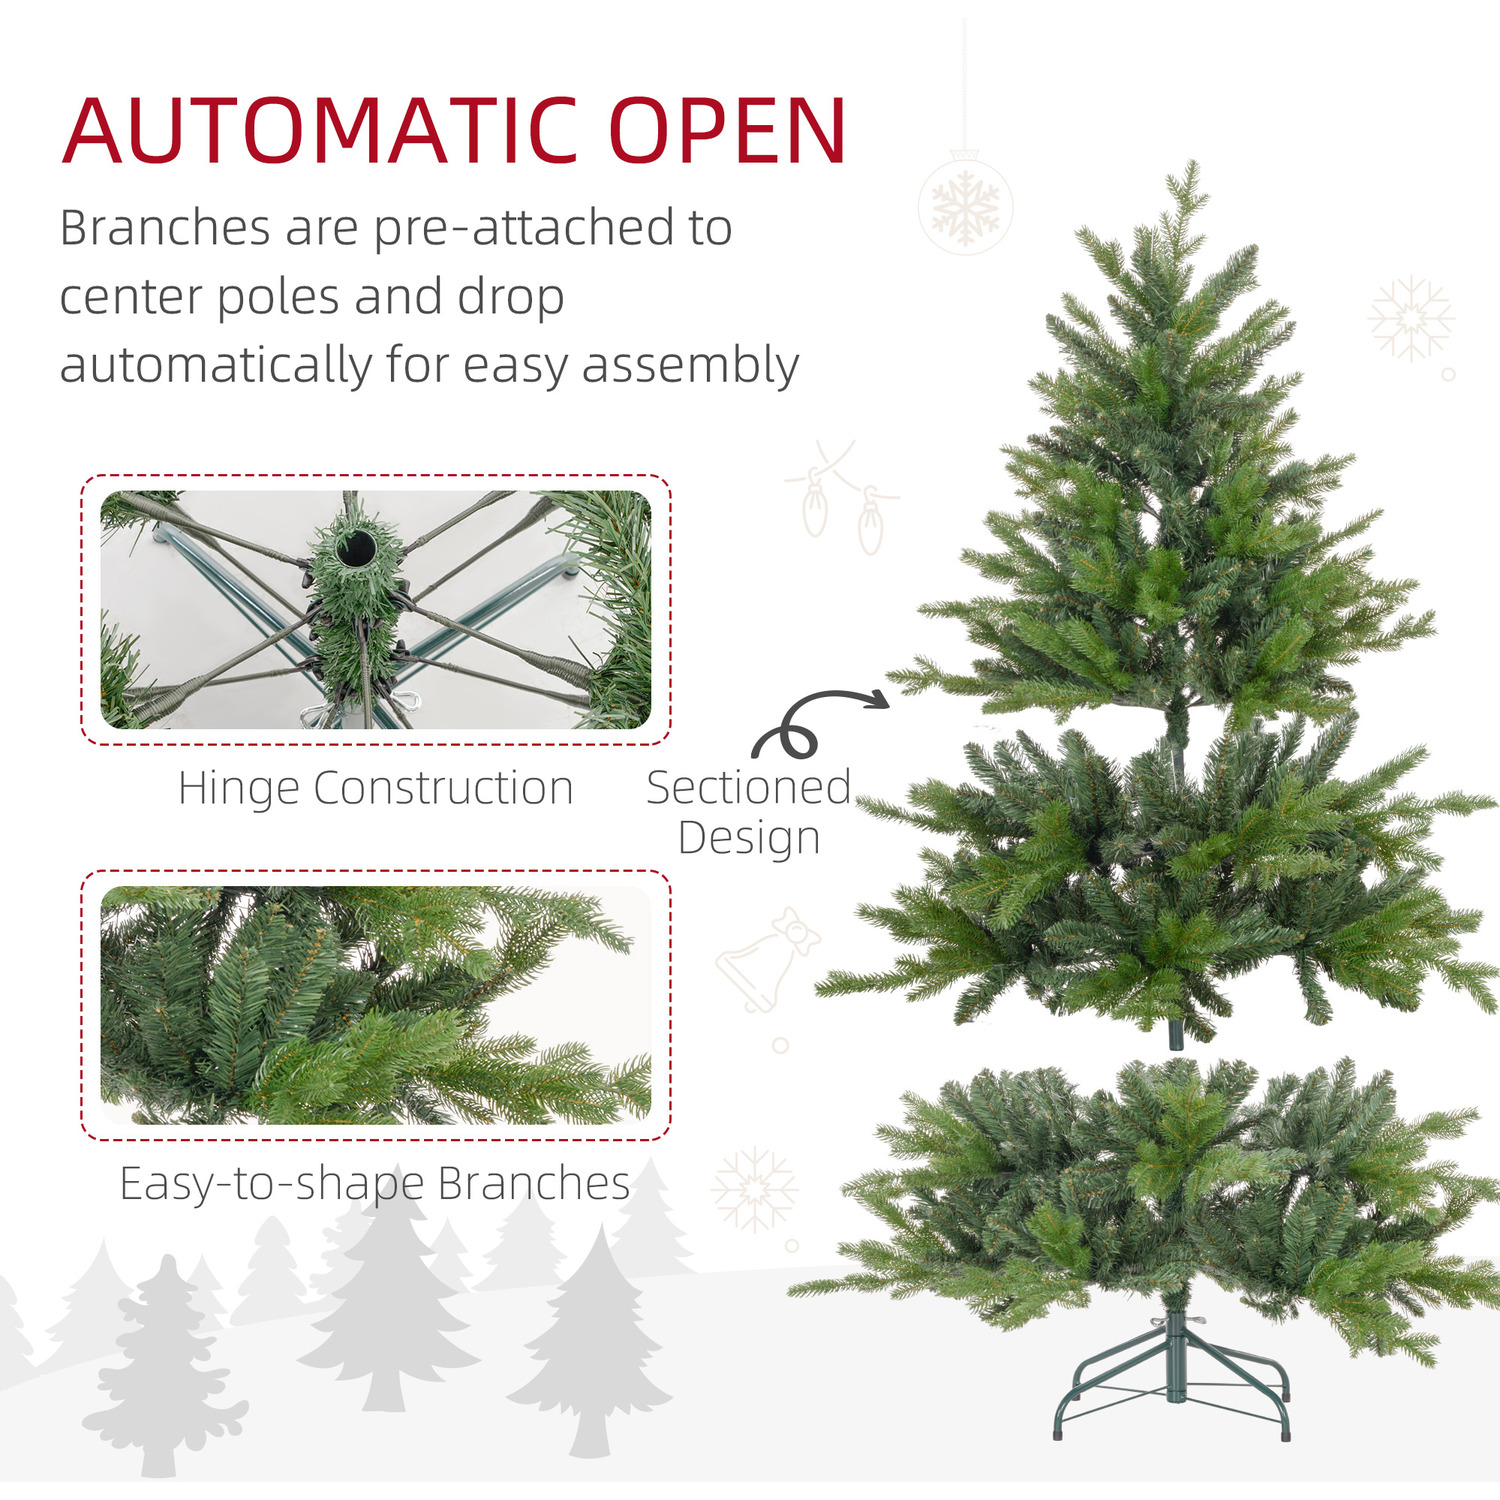 AUTOMATIC OPEN
Branches are pre-attached to
center poles and drop
automatically for easy assembly
Hinge Construction
Sectioned
Design
Easy-to-shape Branches